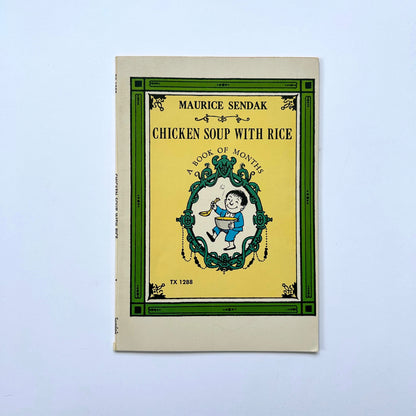 MAURICE SENDAK
CHICKEN SOUP WITH RICE
A BOOK OF MONTHS
TX 1288